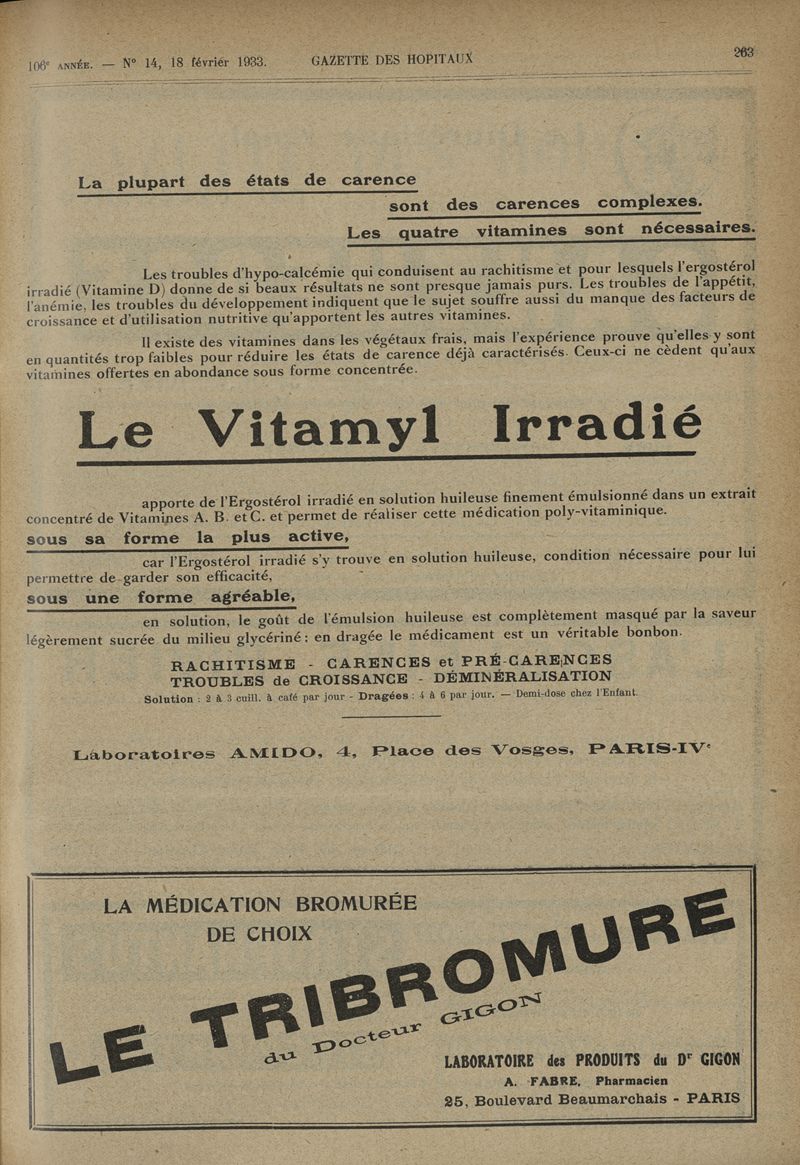 106e ANNÉE. — N° 14, 18 février 1933. GAZETTE DES HOPITAUX 263
La plupart des états de carence
sont des carences complexes.
Les quatre vitamines sont nécessaires.
Les troubles d'hypo-calcémie qui conduisent au rachitisme et pour lesquels l'ergostérol
irradié (Vitamine D) donne de si beaux résultats ne sont presque jamais purs. Les troubles de l'appétit,
l'anémie, les troubles du développement indiquent que le sujet souffre aussi du manque des facteurs de
croissance et d'utilisation nutritive qu'apportent les autres vitamines.
Il existe des vitamines dans les végétaux frais, mais l'expérience prouve qu'elles y sont
en quantités trop faibles pour réduire les états de carence déjà caractérisés. Ceux-ci ne cèdent qu'aux
vitamines offertes en abondance sous forme concentrée.
Le Vitamyl Irradié
apporte de l'Ergostérol irradié en solution huileuse finement émulsionné dans un extrait
concentré de Vitamines A. B. et C. et permet de réaliser cette médication poly-vitaminique.
sous sa forme la plus active,
car l'Ergostérol irradié s'y trouve en solution huileuse, condition nécessaire pour lui
permettre de garder son efficacité,
sous une forme agréable,
en solution, le goût de l'émulsion huileuse est complètement masqué par la saveur
légèrement sucrée du milieu glycériné : en dragée le médicament est un véritable bonbon.
RACHITISME - CARENCES et PRÉ-CARENCES
TROUBLES de CROISSANCE - DÉMINÉRALISATION
Solution : 2 à 3 cuill. à café par jour - Dragées : 4 à 6 par jour. — Demi-dose chez l'Enfant.
Laboratoires AMIDO, 4, Place des Vosges, PARIS-IVe
LA MÉDICATION BROMURÉE
DE CHOIX
LE TRIBROMURE
du Docteur GIGON
LABORATOIRE des PRODUITS du Dr GIGON
A. FABRE, Pharmacien
25, Boulevard Beaumarchais - PARIS